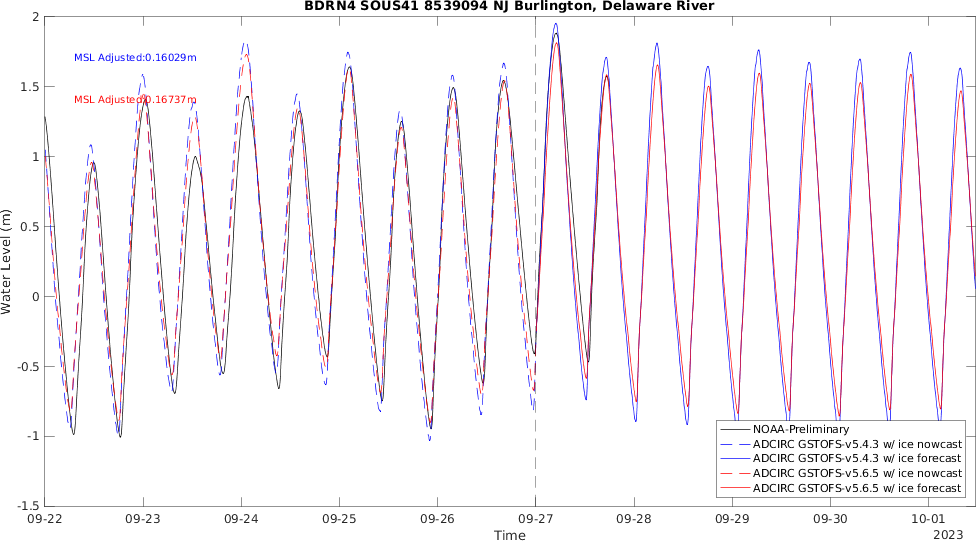 BDRN4 SOUS41 8539094 NJ Burlington, Delaware River
MSL Adjusted:0.16029m
MSL Adjusted:0.16737m
Water Level (m)
2
1.5
1
0.5
0
-0.5
-1
-1.5
NOAA-Preliminary
ADCIRC GSTOFS-v5.4.3 w/ ice nowcast
ADCIRC GSTOFS-v5.4.3 w/ ice forecast
ADCIRC GSTOFS-v5.6.5 w/ ice nowcast
ADCIRC GSTOFS-v5.6.5 w/ ice forecast
09-22 09-23 09-24 09-25 09-26 09-27 09-28 09-29 09-30 10-01
Time
2023